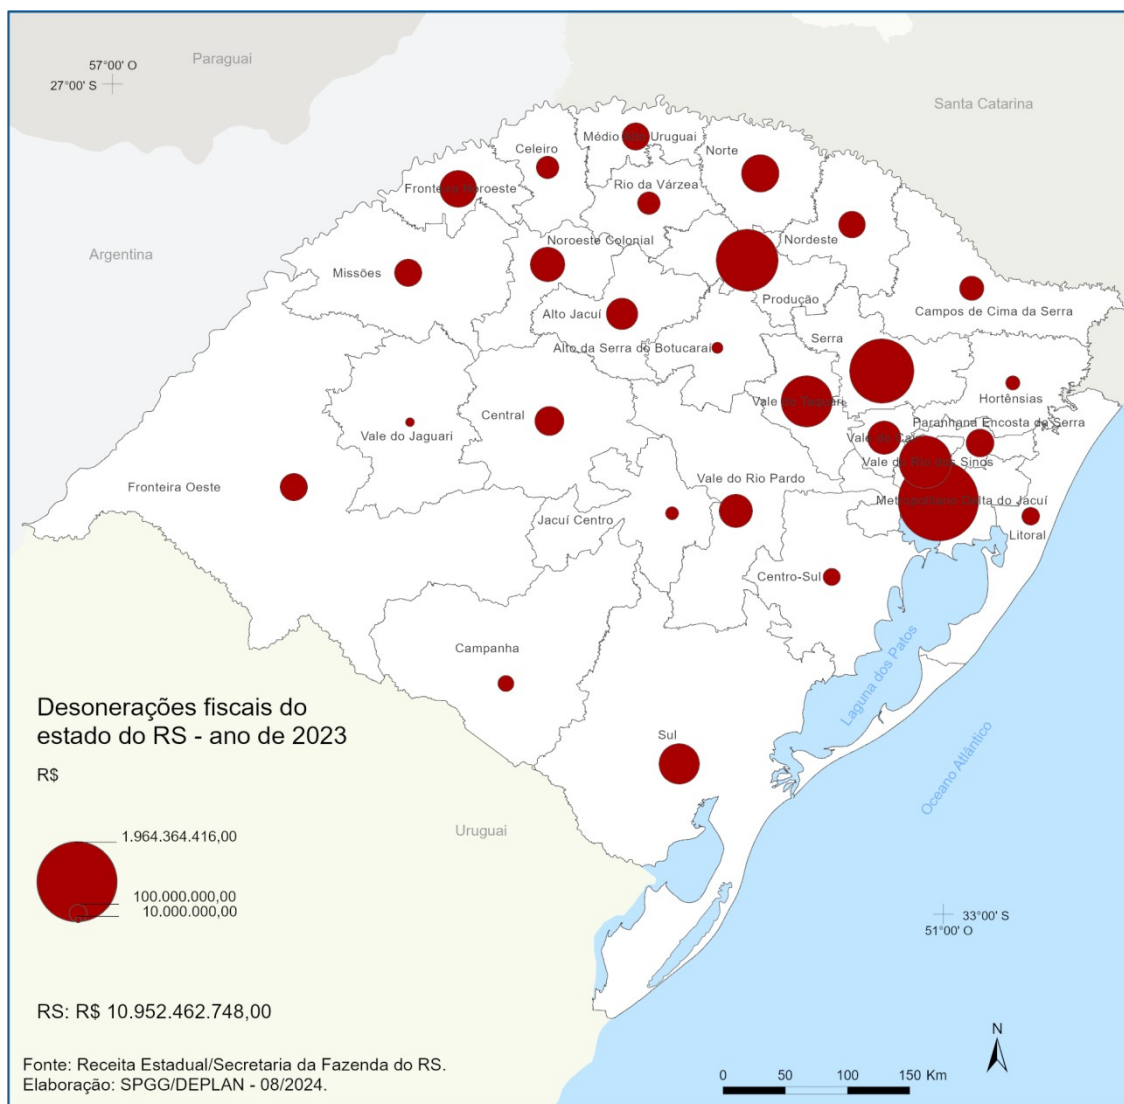 Paraguai
57°00' O
27°00' S
Santa Catarina
Argentina
Médio Alto Uruguai
Celeiro
Norte
Fronteira Noroeste
Rio da Várzea
Noroeste Colonial
Nordeste
Missões
Produção
Campos de Cima da Serra
Alto Jacuí
Serra
Alto da Serra do Botucaraí
Hortênsias
Vale do Taquari
Central
Paranhana Encosta da Serra
Vale do Jaguari
Vale do Caí
Vale do Rio dos Sinos
Vale do Rio Pardo
Fronteira Oeste
Metropolitano Delta do Jacuí
Jacuí Centro
Litoral
Centro-Sul
Campanha
Laguna dos Patos
Sul
Oceano Atlântico
Uruguai
Desonerações fiscais do
estado do RS - ano de 2023
R$
1.964.364.416,00
100.000.000,00
10.000.000,00
33°00' S
51°00' O
RS: R$ 10.952.462.748,00
Fonte: Receita Estadual/Secretaria da Fazenda do RS.
Elaboração: SPGG/DEPLAN - 08/2024.
N
0 50 100 150 Km